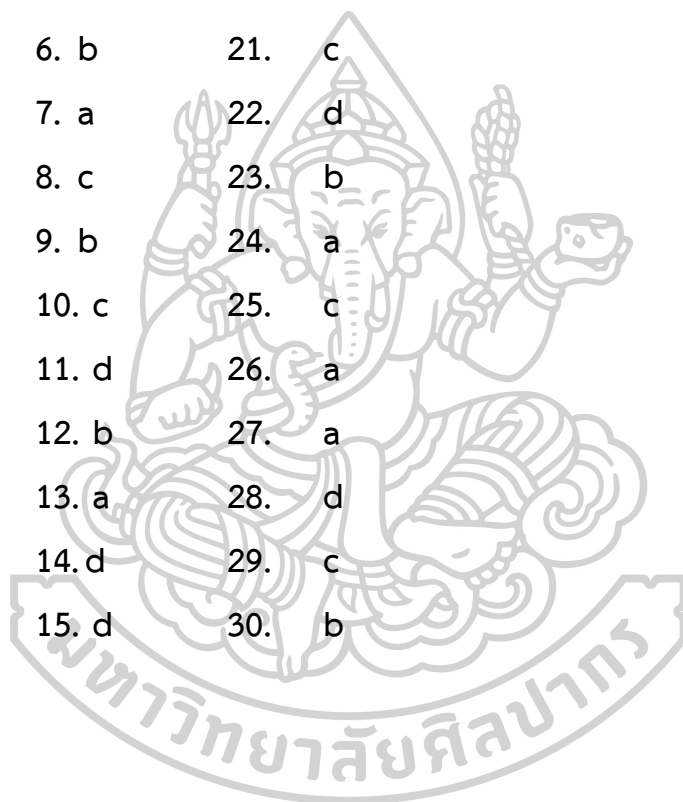 6. b 21. c
7. a 22. d
8. c 23. b
9. b 24. a
10. c 25. c
11. d 26. a
12. b 27. a
13. a 28. d
14. d 29. c
15. d 30. b
มหาวิทยาลัยศิลปากร